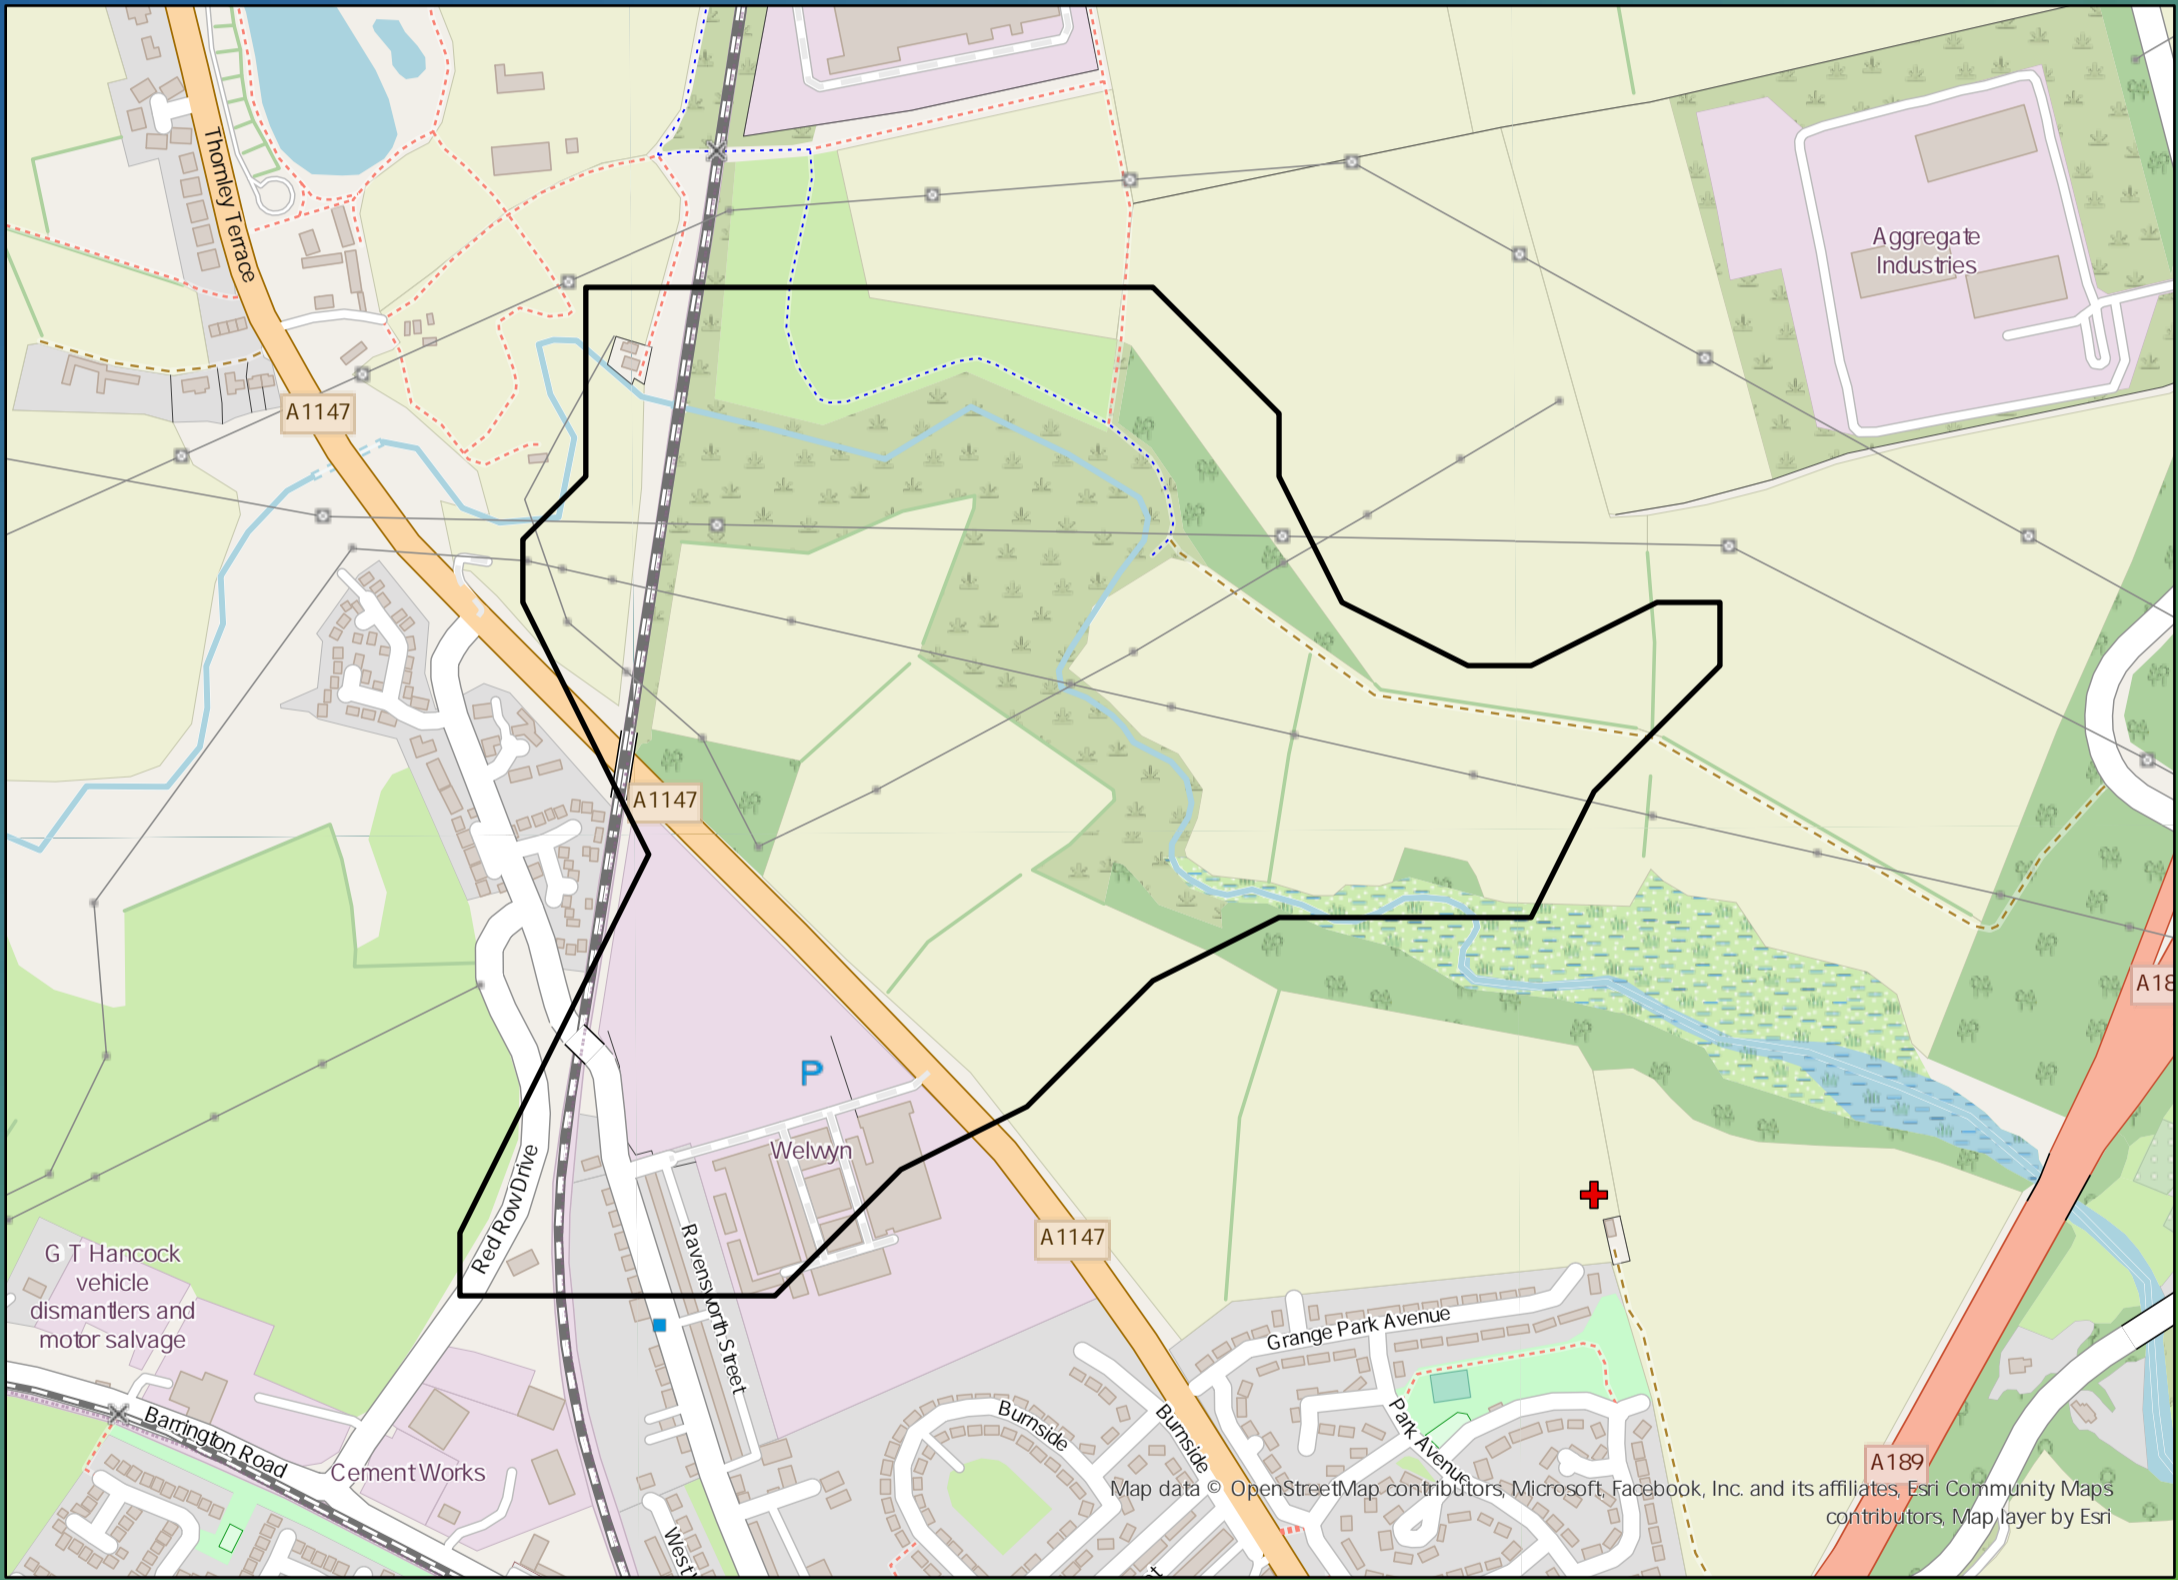 Thornley Terrace
Aggregate
Industries
A1147
A1147
A18
P
Welwyn
Red Row Drive
Ravensworth Street
A1147
G T Hancock
vehicle
dismantlers and
motor salvage
Grange Park Avenue
Burnside
Burnside
Park Avenue
Barrington Road
Cement Works
A189
West
Map data © OpenStreetMap contributors, Microsoft, Facebook, Inc. and its affiliates, Esri Community Maps
contributors, Map layer by Esri